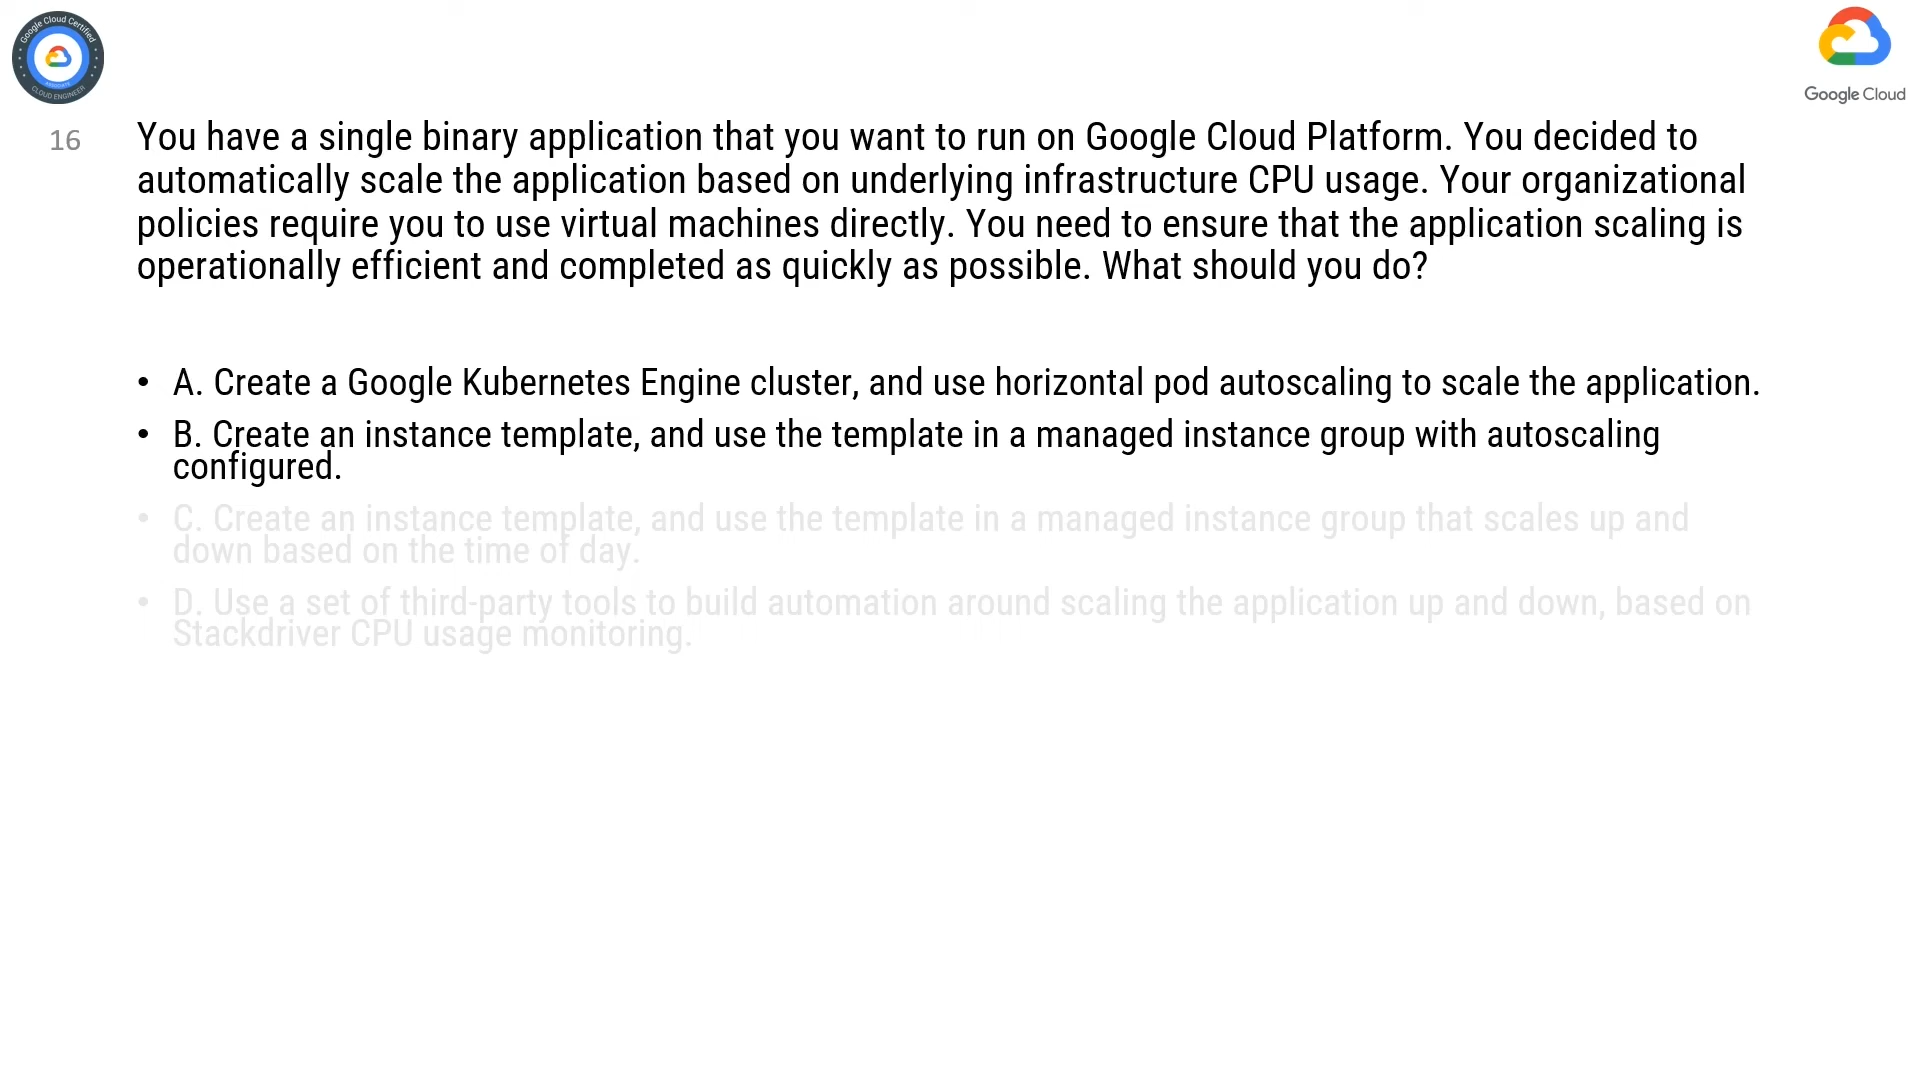 Google Cloud Certified
ASSOCIATE
CLOUD ENGINEER
Google Cloud
16
You have a single binary application that you want to run on Google Cloud Platform. You decided to
automatically scale the application based on underlying infrastructure CPU usage. Your organizational
policies require you to use virtual machines directly. You need to ensure that the application scaling is
operationally efficient and completed as quickly as possible. What should you do?
• A. Create a Google Kubernetes Engine cluster, and use horizontal pod autoscaling to scale the application.
• B. Create an instance template, and use the template in a managed instance group with autoscaling
configured.
• C. Create an instance template, and use the template in a managed instance group that scales up and
down based on the time of day.
• D. Use a set of third-party tools to build automation around scaling the application up and down, based on
Stackdriver CPU usage monitoring.